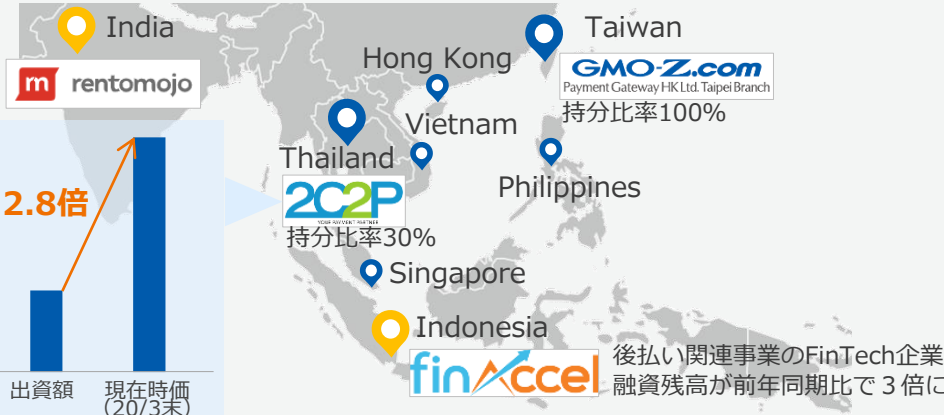 India
m rentomojo
Hong Kong
Taiwan
GMO-Z.com
Payment Gateway HK Ltd. Taipei Branch
持分比率100%
Vietnam
Thailand
2C2P
YOUR PAYMENT PARTNER
持分比率30%
Philippines
Singapore
Indonesia
finAccel
後払い関連事業のFinTech企業
融資残高が前年同期比で3倍に
2.8倍
出資額
現在時価
(20/3末)